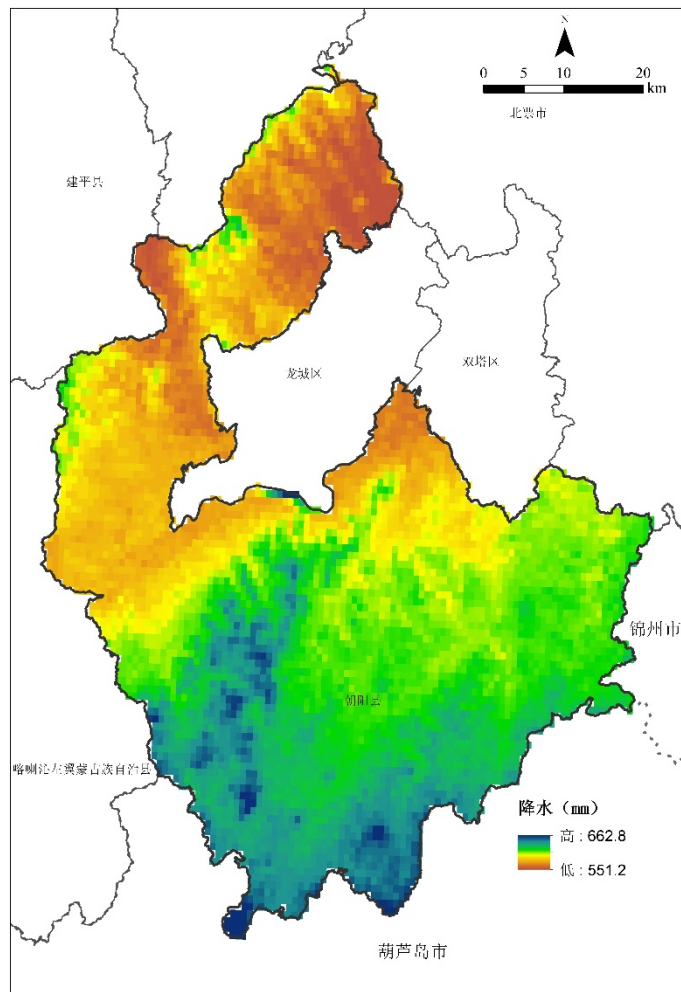 N
0 5 10 20
km
北票市
建平县
龙城区
双塔区
锦州市
朝阳县
喀喇沁左翼蒙古族自治县
降水（mm）
高 : 662.8
低 : 551.2
葫芦岛市